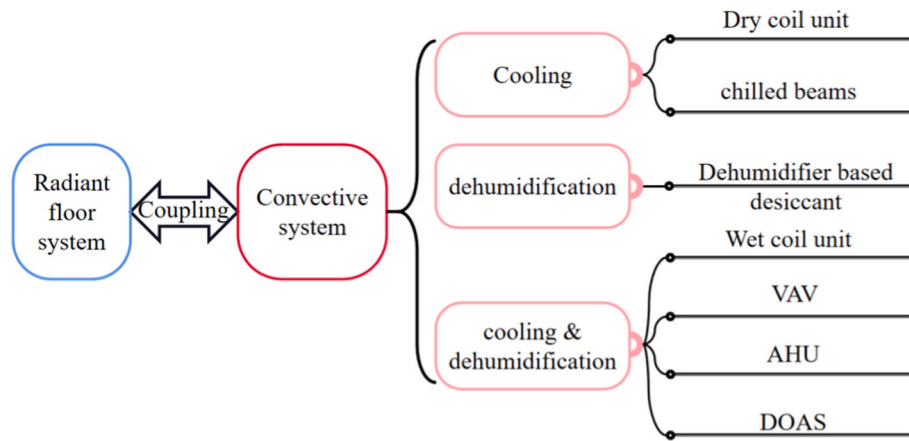 Radiant
floor
system
Coupling
Convective
system
Cooling
Dry coil unit
chilled beams
dehumidification
Dehumidifier based
desiccant
cooling &
dehumidification
Wet coil unit
VAV
AHU
DOAS